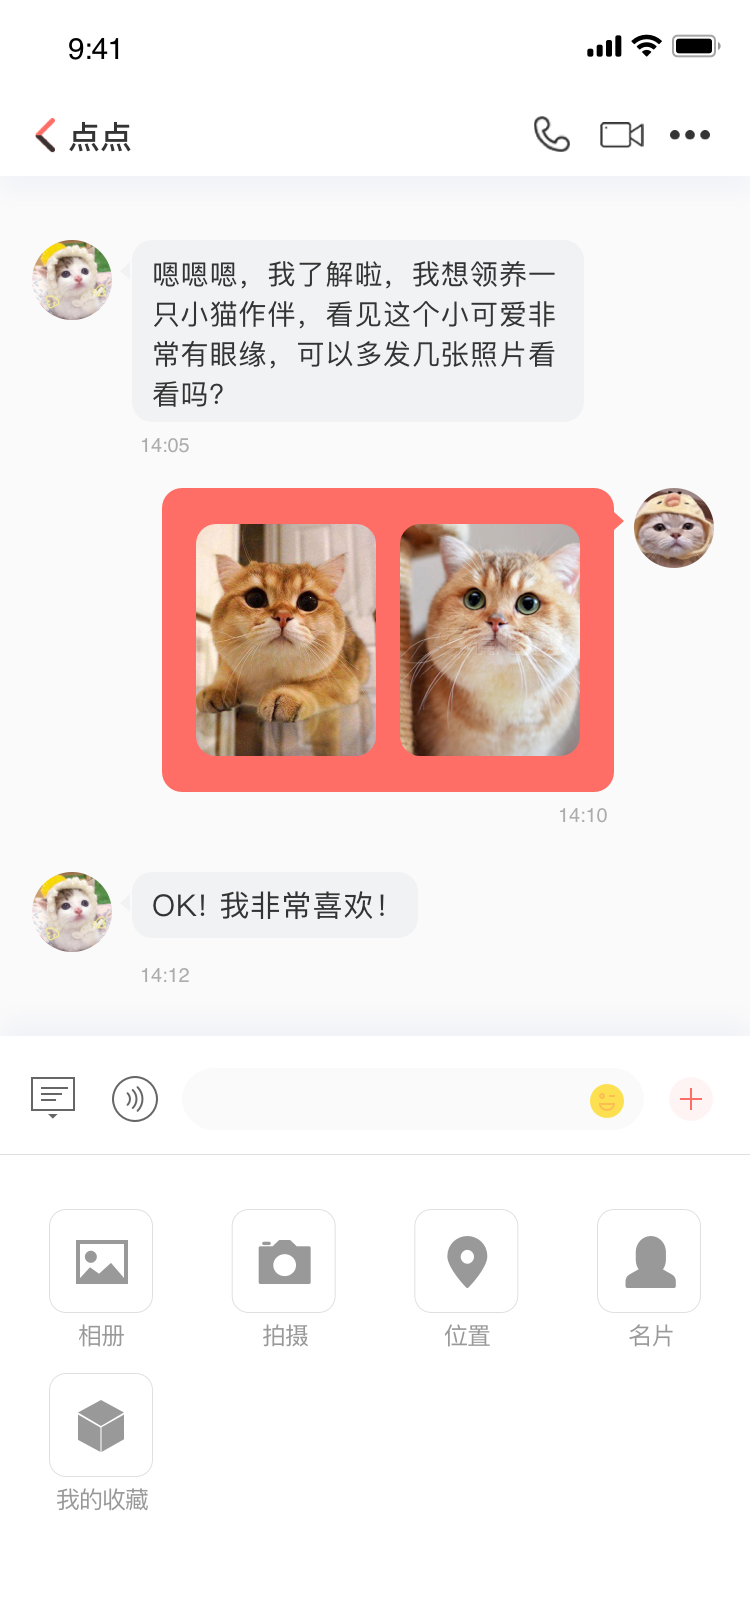 9:41
点点
嗯嗯嗯，我了解啦，我想领养一
只小猫作伴，看见这个小可爱非
常有眼缘，可以多发几张照片看
看吗?
14:05
14:10
OK! 我非常喜欢!
14:12
相册
拍摄
位置
名片
我的收藏